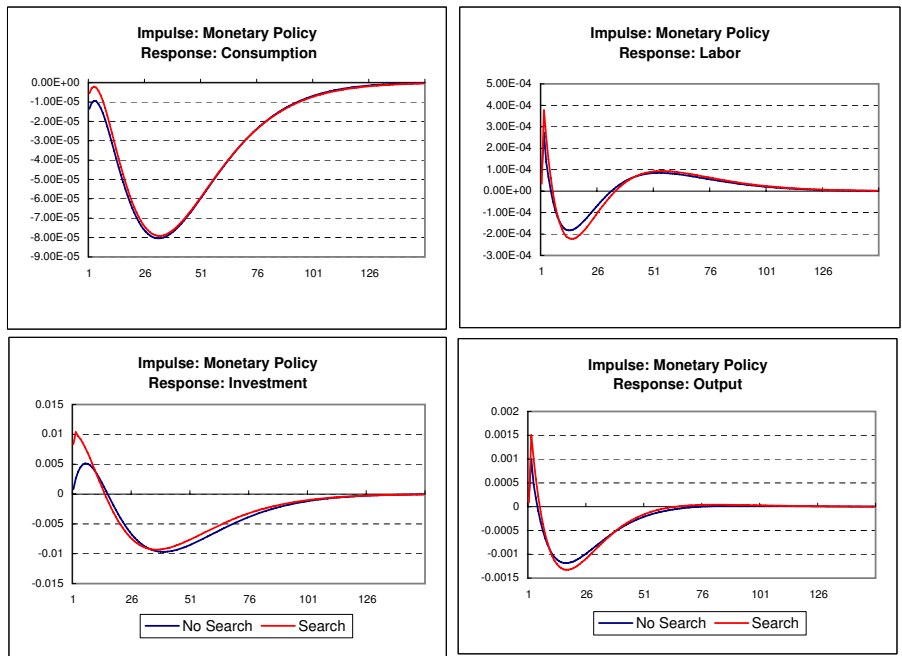 Impulse: Monetary Policy
Response: Consumption
0.00E+00
-1.00E-05
-2.00E-05
-3.00E-05
-4.00E-05
-5.00E-05
-6.00E-05
-7.00E-05
-8.00E-05
-9.00E-05
1 26 51 76 101 126
Impulse: Monetary Policy
Response: Labor
5.00E-04
4.00E-04
3.00E-04
2.00E-04
1.00E-04
0.00E+00
-1.00E-04
-2.00E-04
-3.00E-04
1 26 51 76 101 126
Impulse: Monetary Policy
Response: Investment
0.015
0.01
0.005
0
-0.005
-0.01
-0.015
1 26 51 76 101 126
No Search Search
Impulse: Monetary Policy
Response: Output
0.002
0.0015
0.001
0.0005
0
-0.0005
-0.001
-0.0015
1 26 51 76 101 126
No Search Search